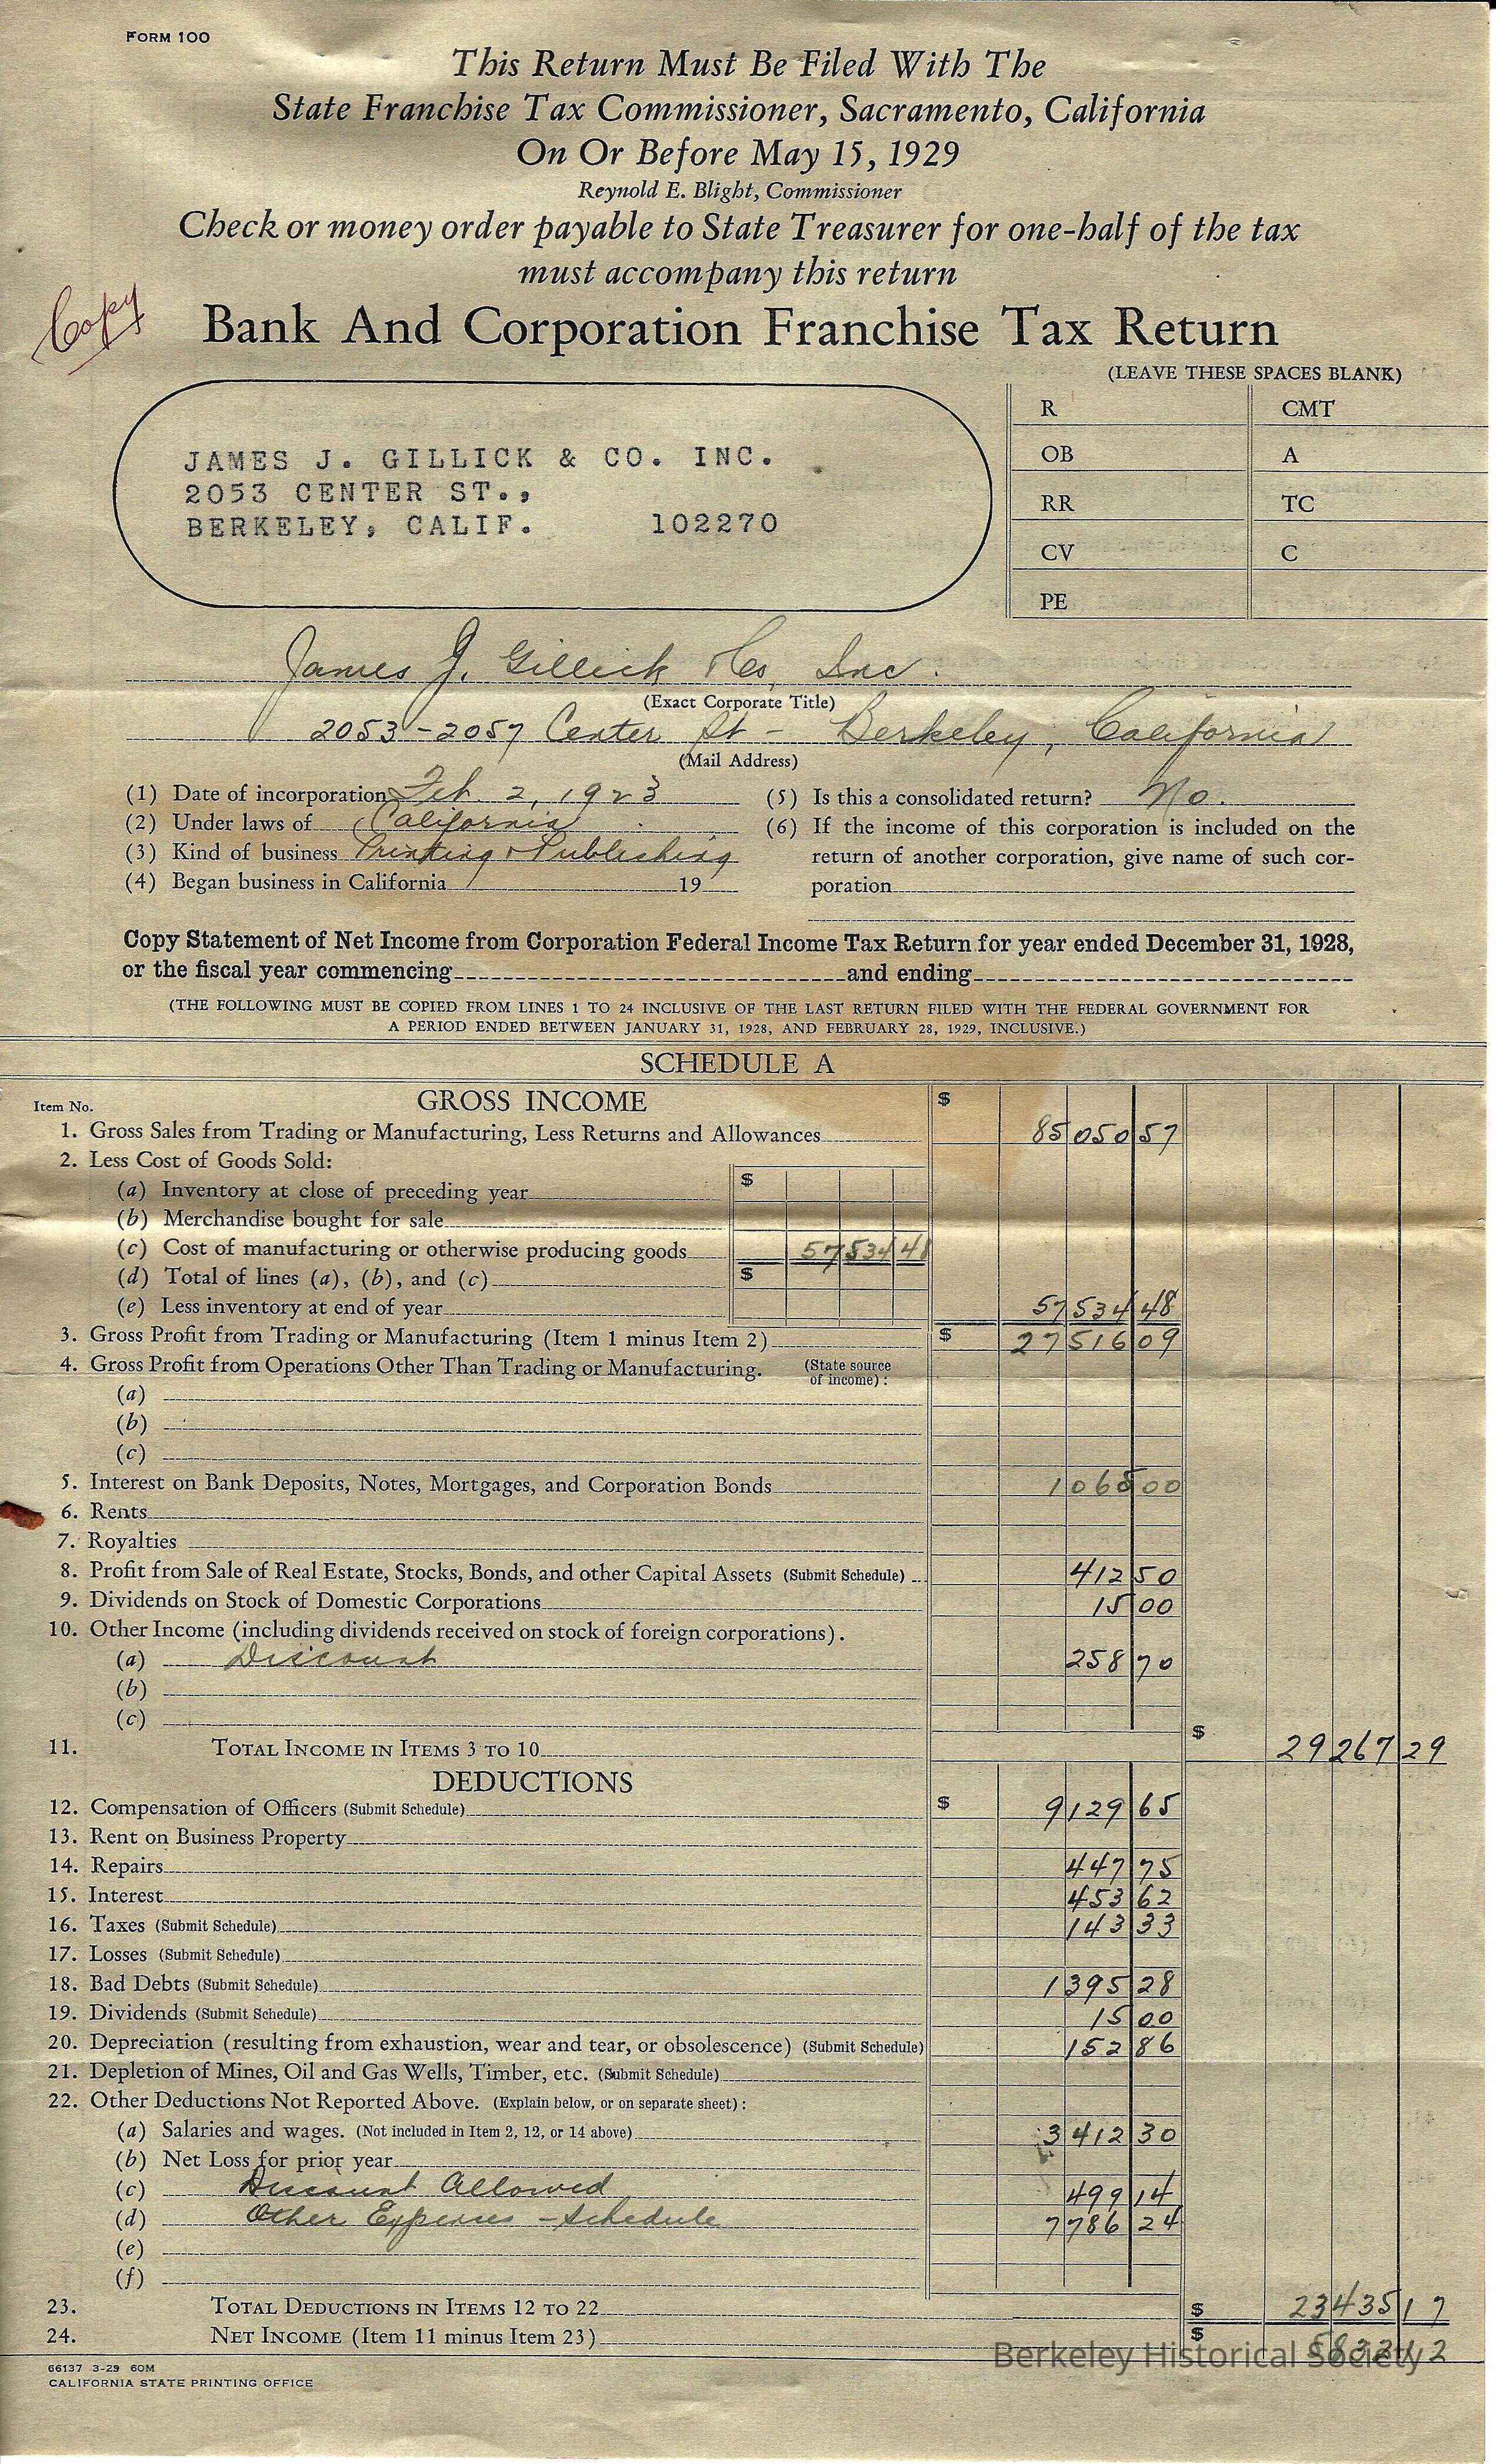 FORM 100
This Return Must Be Filed With The
State Franchise Tax Commissioner, Sacramento, California
On Or Before May 15, 1929
Reynold E. Blight, Commissioner
Check or money order payable to State Treasurer for one-half of the tax
must accompany this return
Copy
Bank And Corporation Franchise Tax Return
(LEAVE THESE SPACES BLANK)
R CMT
OB A
RR TC
CV C
PE
JAMES J. GILLICK & CO. INC.
2053 CENTER ST.,
BERKELEY, CALIF. 102270
James J. Gillick & Co, Inc.
(Exact Corporate Title)
2053-2057 Center St - Berkeley, California
(Mail Address)
(1) Date of incorporation Feb. 2, 1923
(2) Under laws of California
(3) Kind of business Printing & Publishing
(4) Began business in California 19
(5) Is this a consolidated return? No.
(6) If the income of this corporation is included on the
return of another corporation, give name of such cor-
poration
Copy Statement of Net Income from Corporation Federal Income Tax Return for year ended December 31, 1928,
or the fiscal year commencing and ending
(THE FOLLOWING MUST BE COPIED FROM LINES 1 TO 24 INCLUSIVE OF THE LAST RETURN FILED WITH THE FEDERAL GOVERNMENT FOR
A PERIOD ENDED BETWEEN JANUARY 31, 1928, AND FEBRUARY 28, 1929, INCLUSIVE.)
SCHEDULE A
Item No. GROSS INCOME $
1. Gross Sales from Trading or Manufacturing, Less Returns and Allowances 85 050 57
2. Less Cost of Goods Sold:
(a) Inventory at close of preceding year $
(b) Merchandise bought for sale
(c) Cost of manufacturing or otherwise producing goods 57 534 48
(d) Total of lines (a), (b), and (c) $
(e) Less inventory at end of year 57 534 48
3. Gross Profit from Trading or Manufacturing (Item 1 minus Item 2) $ 27 516 09
4. Gross Profit from Operations Other Than Trading or Manufacturing. (State source of income):
(a)
(b)
(c)
5. Interest on Bank Deposits, Notes, Mortgages, and Corporation Bonds 1 065 00
6. Rents
7. Royalties
8. Profit from Sale of Real Estate, Stocks, Bonds, and other Capital Assets (Submit Schedule) 412 50
9. Dividends on Stock of Domestic Corporations 15 00
10. Other Income (including dividends received on stock of foreign corporations).
(a) Discount 258 70
(b)
(c)
11. TOTAL INCOME IN ITEMS 3 TO 10 $ 29 267 29
DEDUCTIONS
12. Compensation of Officers (Submit Schedule) $ 9 129 65
13. Rent on Business Property
14. Repairs 447 75
15. Interest 453 62
16. Taxes (Submit Schedule) 143 33
17. Losses (Submit Schedule)
18. Bad Debts (Submit Schedule) 1 395 28
19. Dividends (Submit Schedule) 15 00
20. Depreciation (resulting from exhaustion, wear and tear, or obsolescence) (Submit Schedule) 152 86
21. Depletion of Mines, Oil and Gas Wells, Timber, etc. (Submit Schedule)
22. Other Deductions Not Reported Above. (Explain below, or on separate sheet):
(a) Salaries and wages. (Not included in Item 2, 12, or 14 above) 3 412 30
(b) Net Loss for prior year
(c) Discount Allowed 499 14
(d) Other Expenses - Schedule 7 786 24
(e)
(f)
23. TOTAL DEDUCTIONS IN ITEMS 12 TO 22 $ 23 435 17
24. NET INCOME (Item 11 minus Item 23) $ 5 832 12
Berkeley Historical Society
66137 3-29 60M
CALIFORNIA STATE PRINTING OFFICE